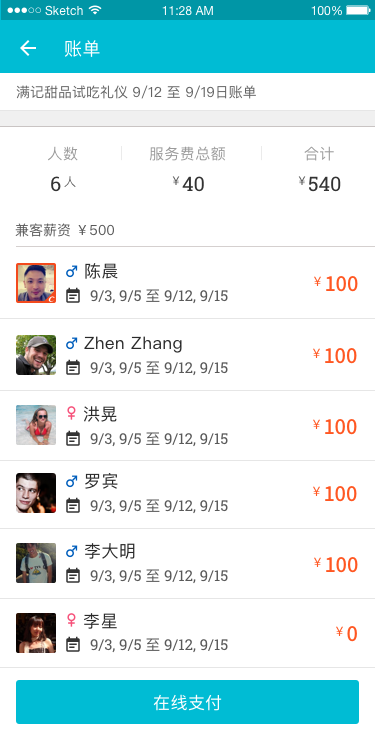 Sketch 11:28 AM 100%
账单
满记甜品试吃礼仪 9/12 至 9/19日账单
人数 服务费总额 合计
6人 ¥40 ¥540
兼客薪资 ¥500
陈晨
¥100
9/3, 9/5 至 9/12, 9/15
Zhen Zhang
¥100
9/3, 9/5 至 9/12, 9/15
洪晃
¥100
9/3, 9/5 至 9/12, 9/15
罗宾
¥100
9/3, 9/5 至 9/12, 9/15
李大明
¥100
9/3, 9/5 至 9/12, 9/15
李星
¥0
9/3, 9/5 至 9/12, 9/15
在线支付